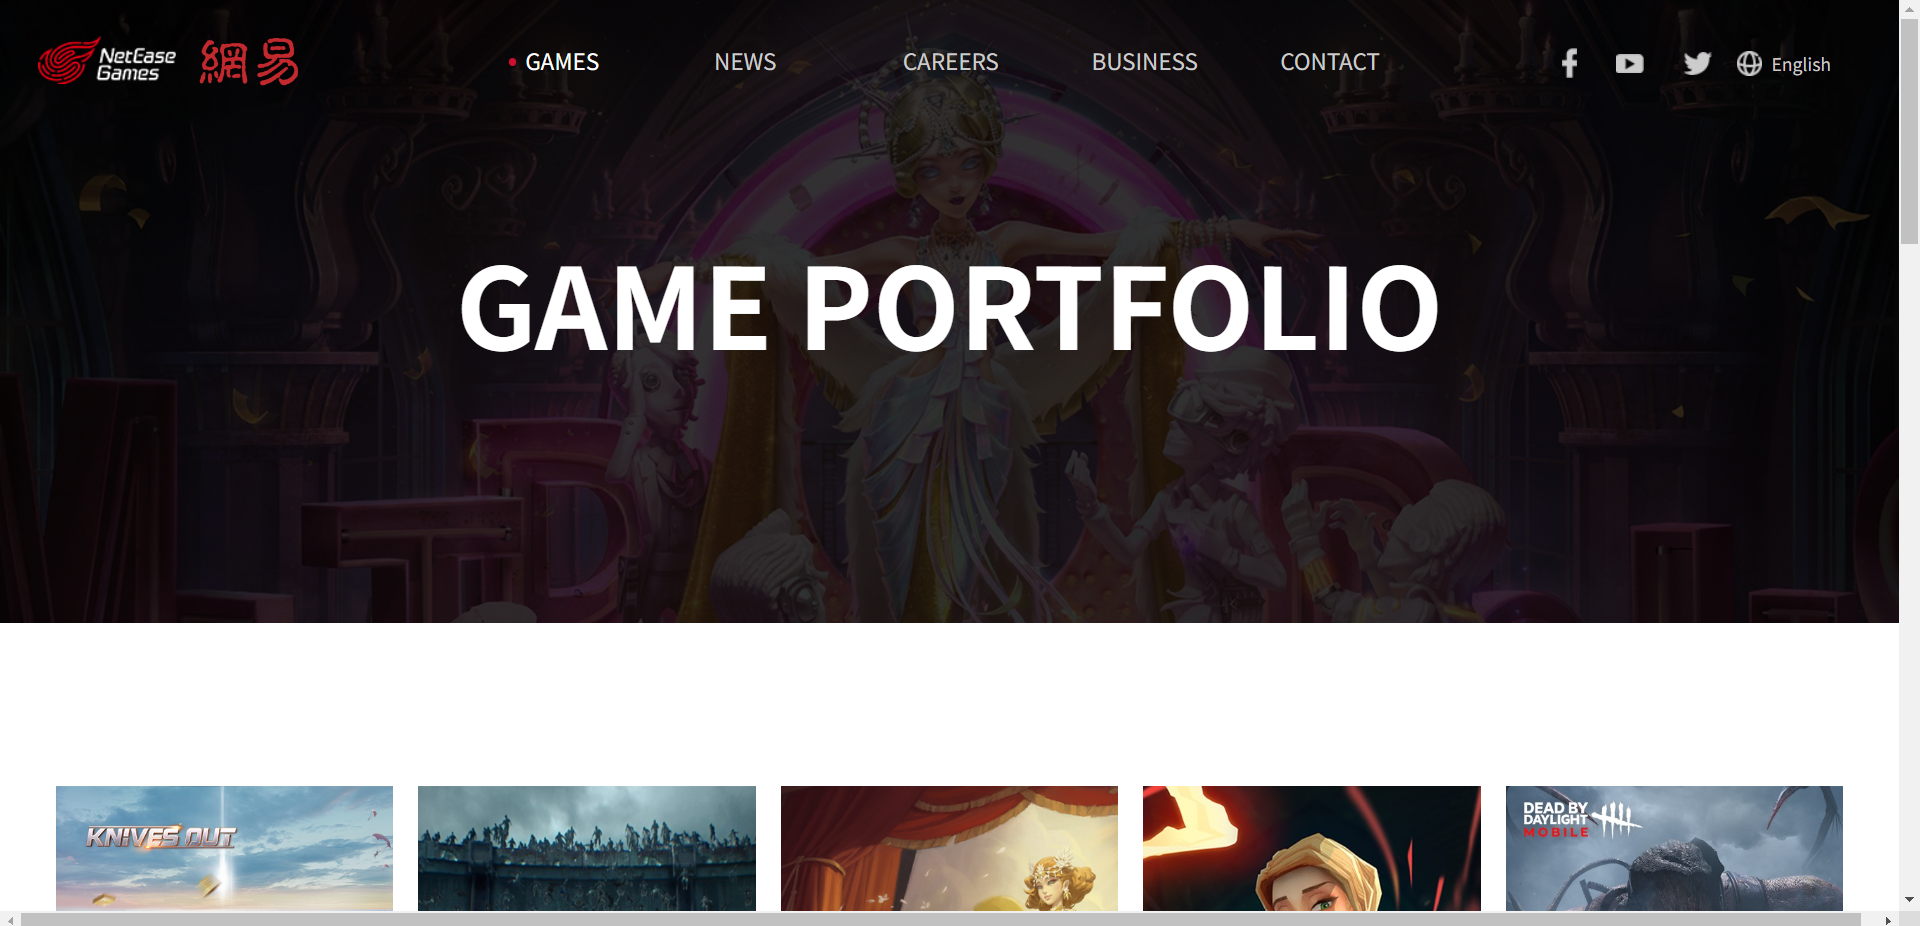 NetEase Games 網易
GAMES
NEWS
CAREERS
BUSINESS
CONTACT
English
GAME PORTFOLIO
KNIVES OUT
DEAD BY
DAYLIGHT
MOBILE